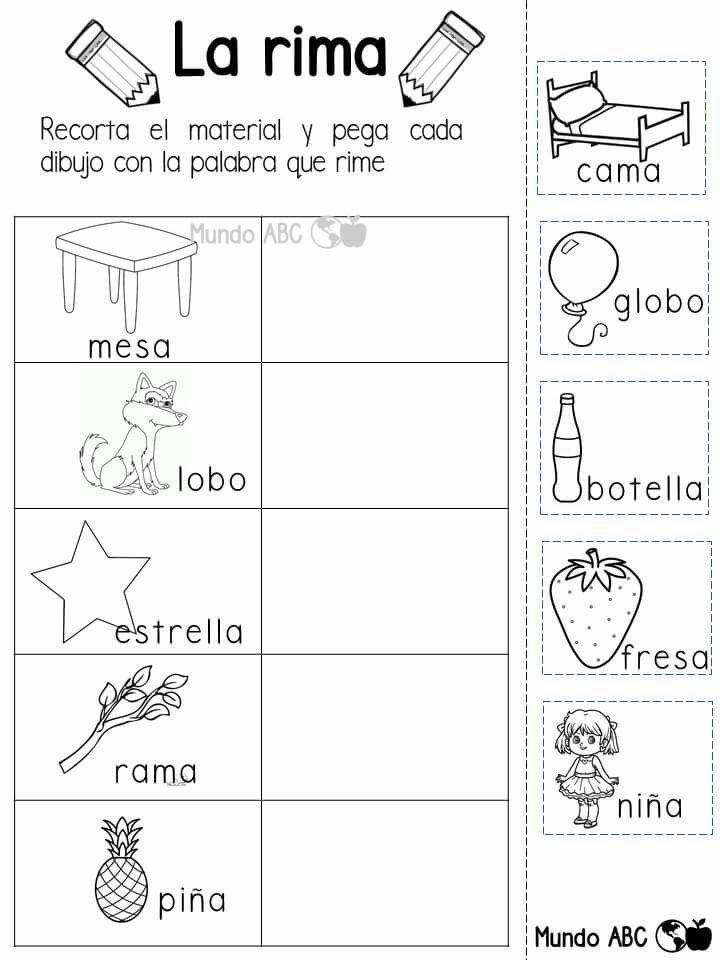 La rima
Recorta el material y pega cada
dibujo con la palabra que rime
Mundo ABC
mesa
lobo
estrella
rama
piña
cama
globo
botella
fresa
niña
Mundo ABC